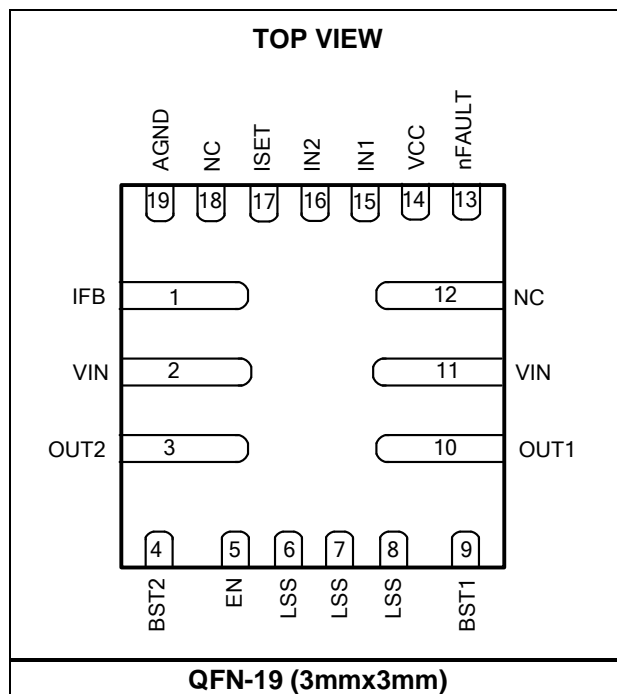 TOP VIEW
AGND NC ISET IN2 IN1 VCC nFAULT
19 18 17 16 15 14 13
IFB 1 12 NC
VIN 2 11 VIN
OUT2 3 10 OUT1
4 5 6 7 8 9
BST2 EN LSS LSS LSS BST1
QFN-19 (3mmx3mm)